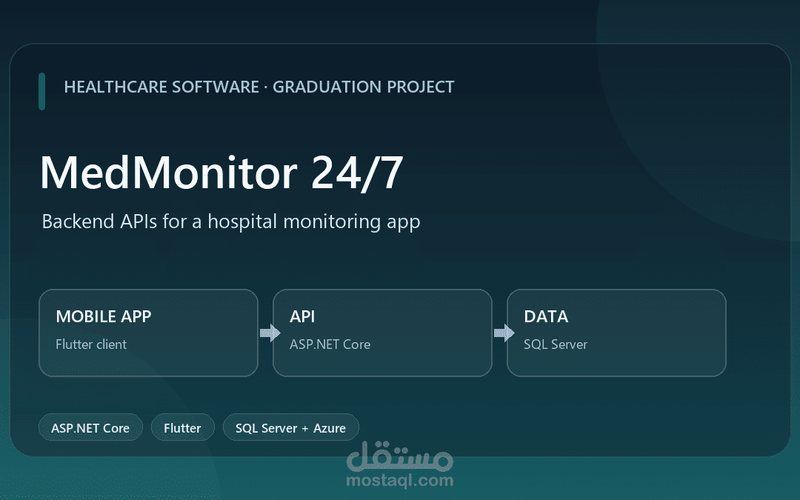 HEALTHCARE SOFTWARE · GRADUATION PROJECT
MedMonitor 24/7
Backend APIs for a hospital monitoring app
MOBILE APP
Flutter client
API
ASP.NET Core
DATA
SQL Server
ASP.NET Core
Flutter
SQL Server + Azure
مستقل
mostaql.com